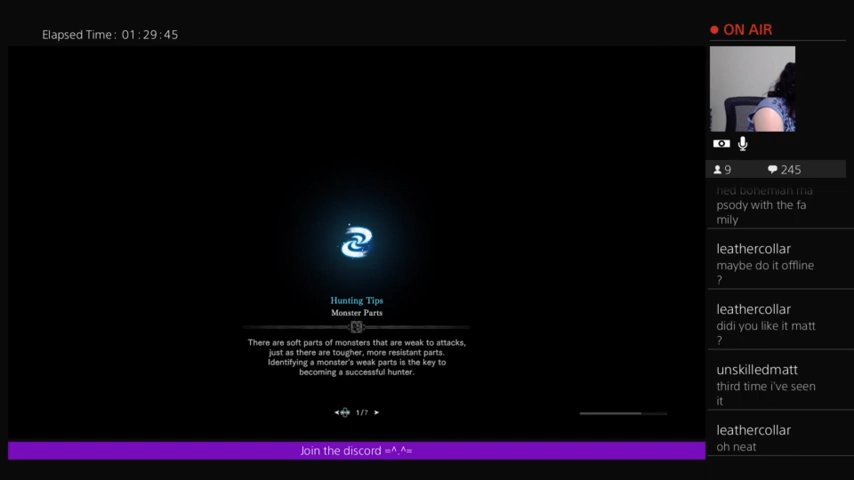 Elapsed Time: 01:29:45
ON AIR
9
245
ned bohemian rha
psody with the fa
mily
leathercollar
maybe do it offline
?
leathercollar
didi you like it matt
?
unskilledmatt
third time i've seen
it
leathercollar
oh neat
Hunting Tips
Monster Parts
There are soft parts of monsters that are weak to attacks,
just as there are tougher, more resistant parts.
Identifying a monster's weak parts is the key to
becoming a successful hunter.
1/7
Join the discord =^.^=